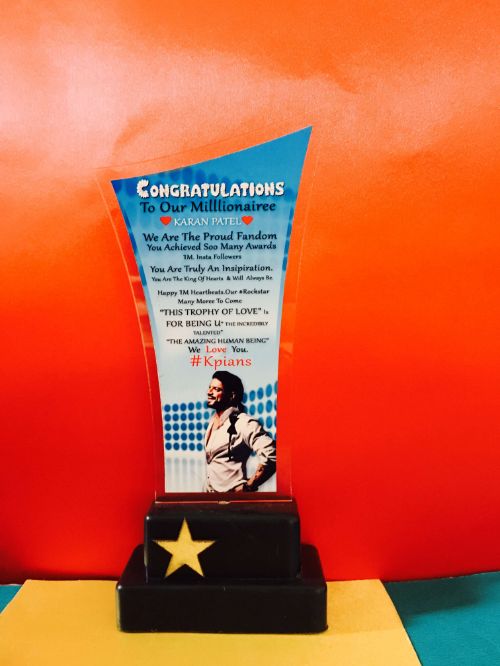 CONGRATULATIONS
To Our Milllionairee
KARAN PATEL
We Are The Proud Fandom
You Achieved Soo Many Awards
1M. Insta Followers
You Are Truly An Insipiration.
You Are The King Of Hearts & Will Always Be.
Happy 1M Heartbeats.Our #Rockstar
Many Moree To Come
"THIS TROPHY OF LOVE" Is
FOR BEING U" THE INCREDIBLY
TALENTED"
"THE AMAZING HUMAN BEING"
We Love You.
#Kpians